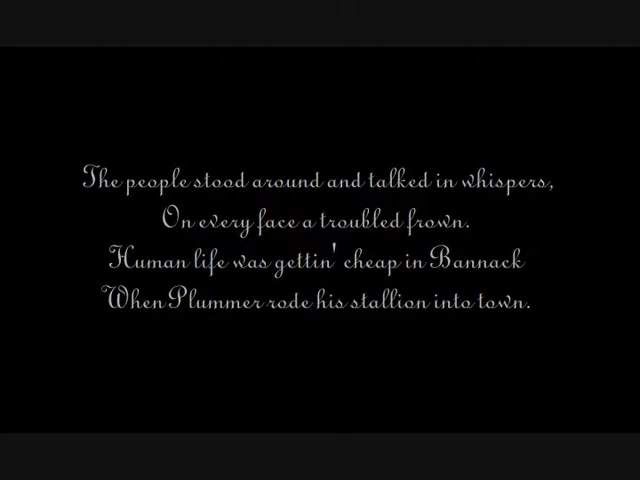 The people stood around and talked in whispers,
On every face a troubled frown.
Human life was gettin' cheap in Bannack
When Plummer rode his stallion into town.